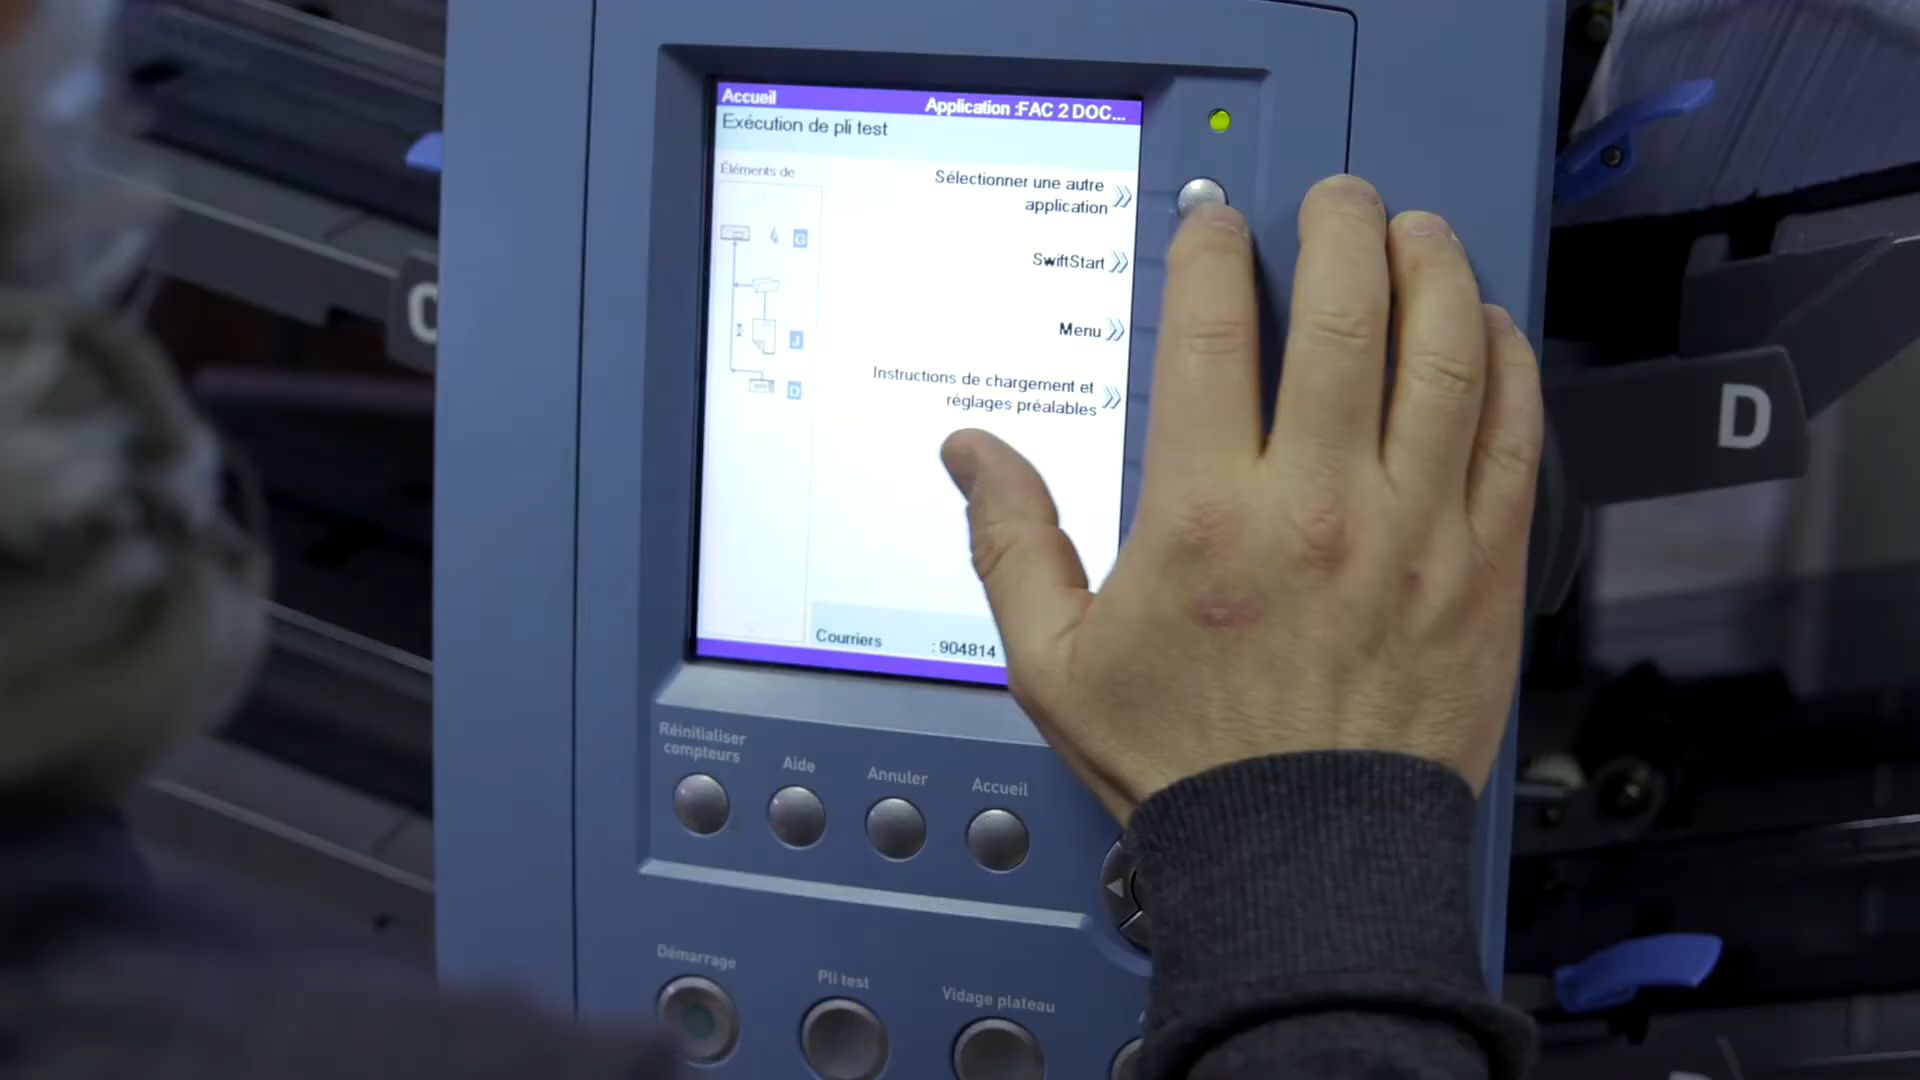 Accueil
Application :FAC 2 DOC...
Exécution de pli test
Éléments de
Sélectionner une autre
application
SwiftStart
Menu
Instructions de chargement et
réglages préalables
G
J
D
Courriers : 904814
C
D
Réinitialiser
compteurs
Aide
Annuler
Accueil
Démarrage
Pli test
Vidage plateau